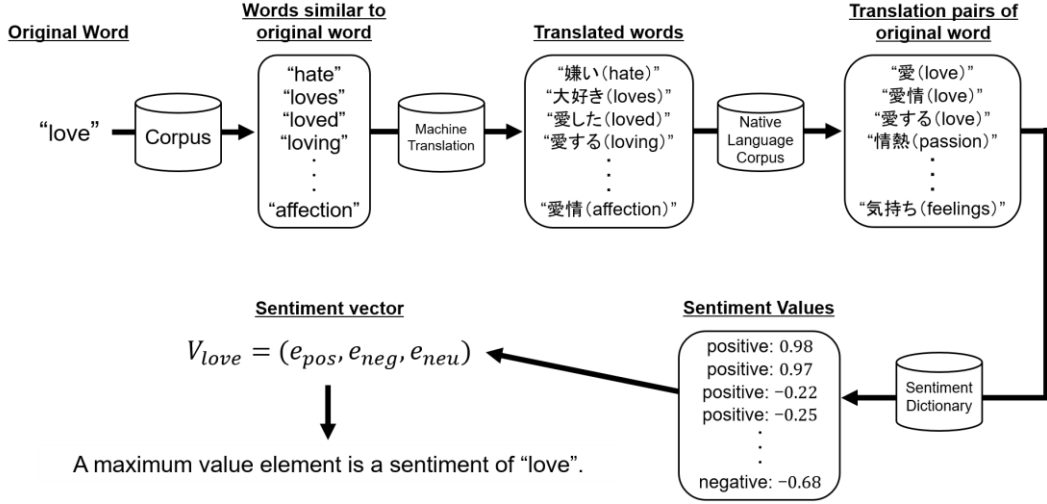 Original Word
Words similar to
original word
Translated words
Translation pairs of
original word
“love”
Corpus
“hate”
“loves”
“loved”
“loving”
.
.
.
“affection”
Machine
Translation
“嫌い(hate)”
“大好き(loves)”
“愛した(loved)”
“愛する(loving)”
.
.
.
“愛情(affection)”
Native
Language
Corpus
“愛(love)”
“愛情(love)”
“愛する(love)”
“情熱(passion)”
.
.
.
“気持ち(feelings)”
Sentiment vector
V_love = (e_pos, e_neg, e_neu)
A maximum value element is a sentiment of “love”.
Sentiment Values
positive: 0.98
positive: 0.97
positive: −0.22
positive: −0.25
.
.
.
negative: −0.68
Sentiment
Dictionary